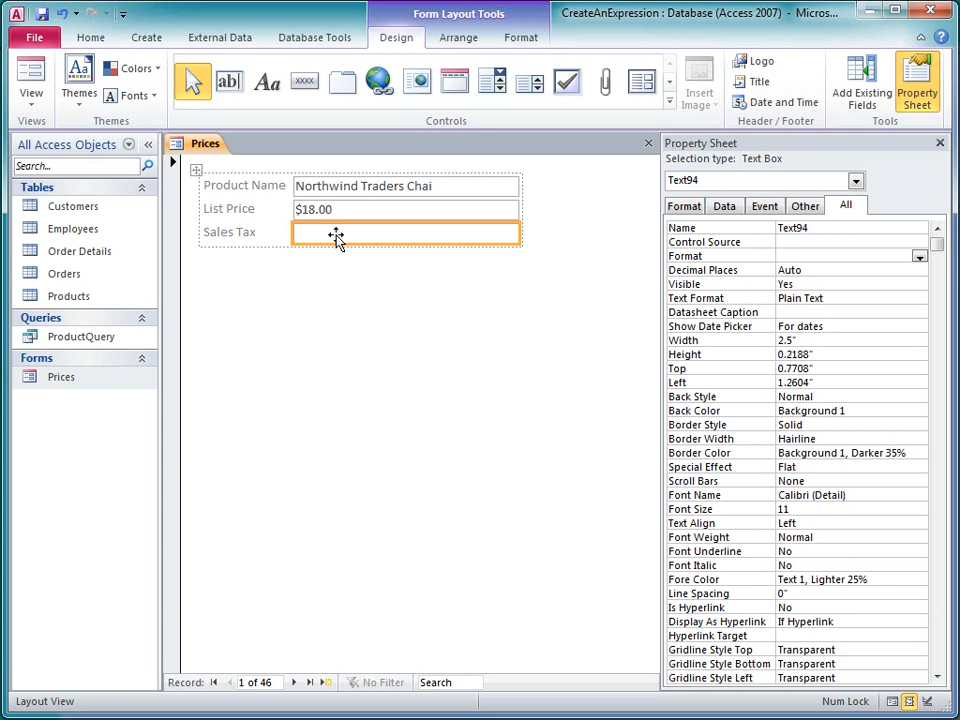 Form Layout Tools
CreateAnExpression : Database (Access 2007) - Micros...
File
Home
Create
External Data
Database Tools
Design
Arrange
Format
View
Themes
Colors
Fonts
Insert
Image
Logo
Title
Date and Time
Add Existing
Fields
Property
Sheet
Views
Themes
Controls
Header / Footer
Tools
All Access Objects
Search...
Tables
Customers
Employees
Order Details
Orders
Products
Queries
ProductQuery
Forms
Prices
Prices
Product Name Northwind Traders Chai
List Price $18.00
Sales Tax
Property Sheet
Selection type: Text Box
Text94
Format Data Event Other All
Name Text94
Control Source
Format
Decimal Places Auto
Visible Yes
Text Format Plain Text
Datasheet Caption
Show Date Picker For dates
Width 2.5"
Height 0.2188"
Top 0.7708"
Left 1.2604"
Back Style Normal
Back Color Background 1
Border Style Solid
Border Width Hairline
Border Color Background 1, Darker 35%
Special Effect Flat
Scroll Bars None
Font Name Calibri (Detail)
Font Size 11
Text Align Left
Font Weight Normal
Font Underline No
Font Italic No
Fore Color Text 1, Lighter 25%
Line Spacing 0"
Is Hyperlink No
Display As Hyperlink If Hyperlink
Hyperlink Target
Gridline Style Top Transparent
Gridline Style Bottom Transparent
Gridline Style Left Transparent
Record: 1 of 46 No Filter Search
Layout View
Num Lock